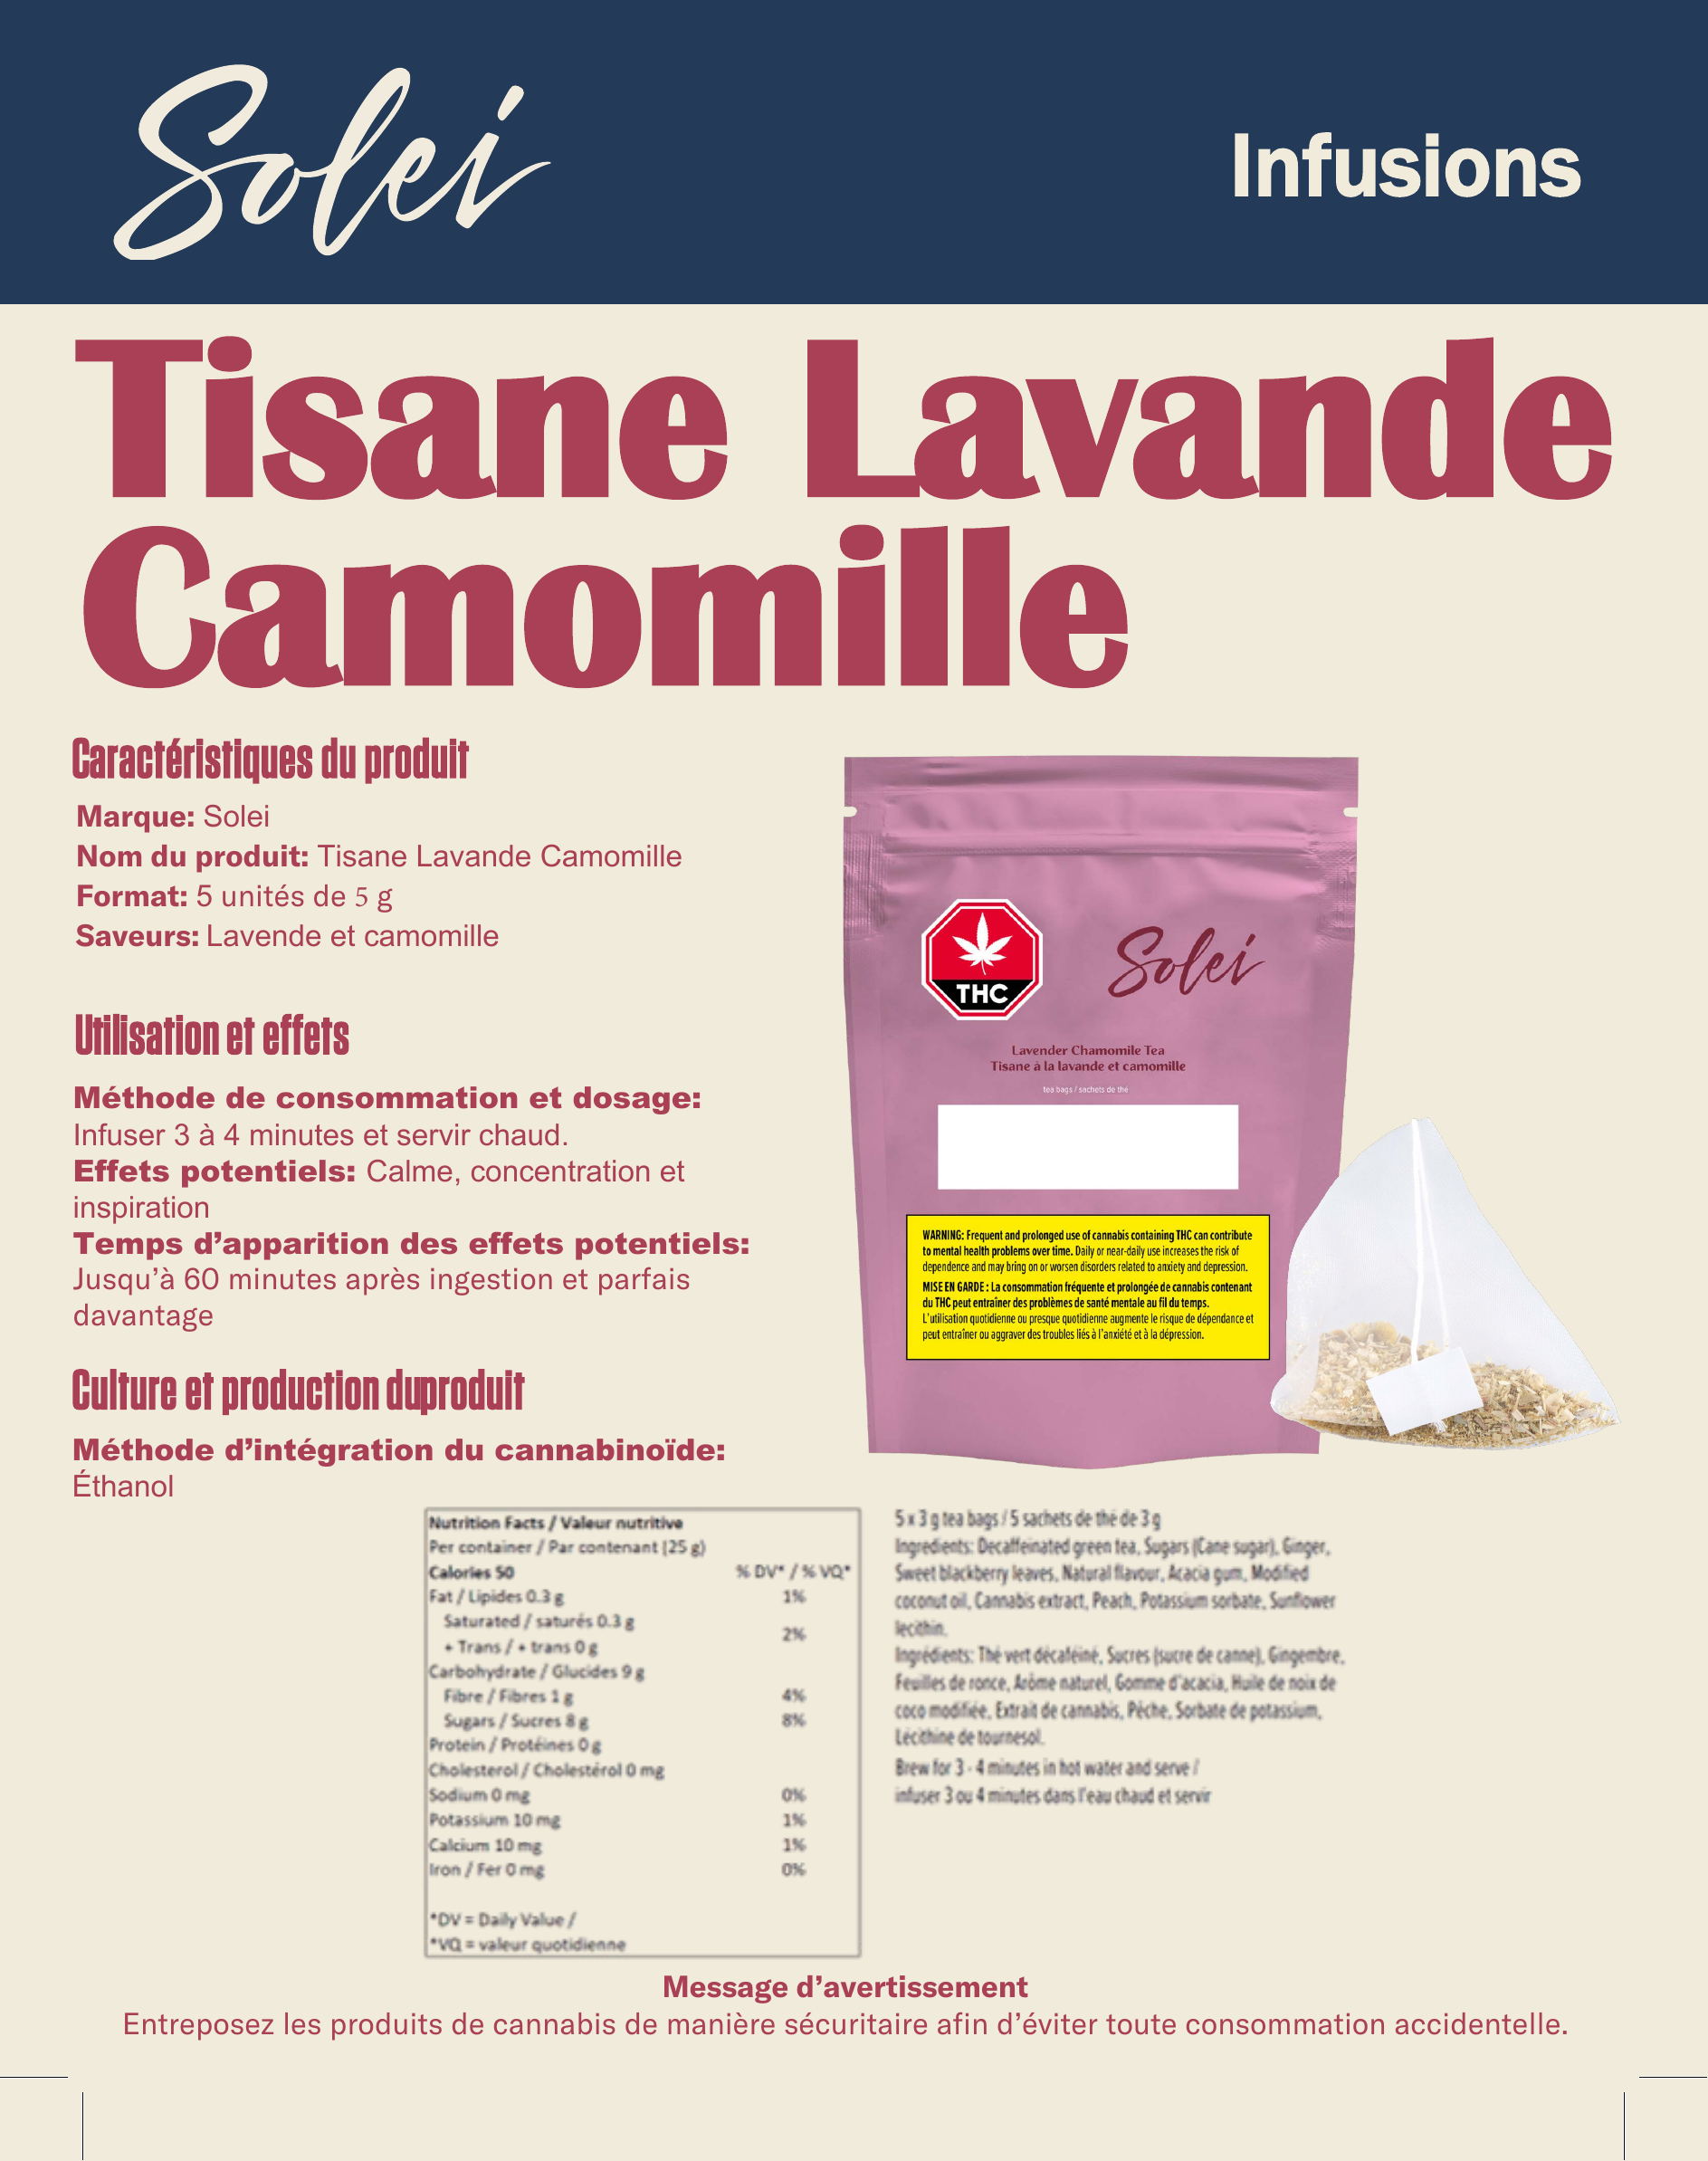 Solei
Infusions
Tisane Lavande
Camomille
Caractéristiques du produit
Marque: Solei
Nom du produit: Tisane Lavande Camomille
Format: 5 unités de 5 g
Saveurs: Lavende et camomille
Utilisation et effets
Méthode de consommation et dosage:
Infuser 3 à 4 minutes et servir chaud.
Effets potentiels: Calme, concentration et
inspiration
Temps d’apparition des effets potentiels:
Jusqu’à 60 minutes après ingestion et parfais
davantage
Culture et production duproduit
Méthode d’intégration du cannabinoïde:
Éthanol
THC
Solei
Lavender Chamomile Tea
Tisane à la lavande et camomille
tea bags / sachets de thé
WARNING: Frequent and prolonged use of cannabis containing THC can contribute
to mental health problems over time. Daily or near-daily use increases the risk of
dependence and may bring on or worsen disorders related to anxiety and depression.
MISE EN GARDE : La consommation fréquente et prolongée de cannabis contenant
du THC peut entraîner des problèmes de santé mentale au fil du temps.
L'utilisation quotidienne ou presque quotidienne augmente le risque de dépendance et
peut entraîner ou aggraver des troubles liés à l'anxiété et à la dépression.
Nutrition Facts / Valeur nutritive
Per container / Par contenant (25 g)
Calories 50 % DV* / % VQ*
Fat / Lipides 0.3 g 1%
Saturated / saturés 0.3 g
+ Trans / + trans 0 g 2%
Carbohydrate / Glucides 9 g
Fibre / Fibres 1 g 4%
Sugars / Sucres 8 g 8%
Protein / Protéines 0 g
Cholesterol / Cholestérol 0 mg
Sodium 0 mg 0%
Potassium 10 mg 1%
Calcium 10 mg 1%
Iron / Fer 0 mg 0%
*DV = Daily Value /
*VQ = valeur quotidienne
5 x 3 g tea bags / 5 sachets de thé de 3 g
Ingredients: Decaffeinated green tea, Sugars (Cane sugar), Ginger,
Sweet blackberry leaves, Natural flavour, Acacia gum, Modified
coconut oil, Cannabis extract, Peach, Potassium sorbate, Sunflower
lecithin.
Ingrédients: Thé vert décaféiné, Sucres (sucre de canne), Gingembre,
Feuilles de ronce, Arôme naturel, Gomme d'acacia, Huile de noix de
coco modifiée, Extrait de cannabis, Pêche, Sorbate de potassium,
Lécithine de tournesol.
Brew for 3 - 4 minutes in hot water and serve /
infuser 3 ou 4 minutes dans l'eau chaud et servir
Message d’avertissement
Entreposez les produits de cannabis de manière sécuritaire afin d’éviter toute consommation accidentelle.